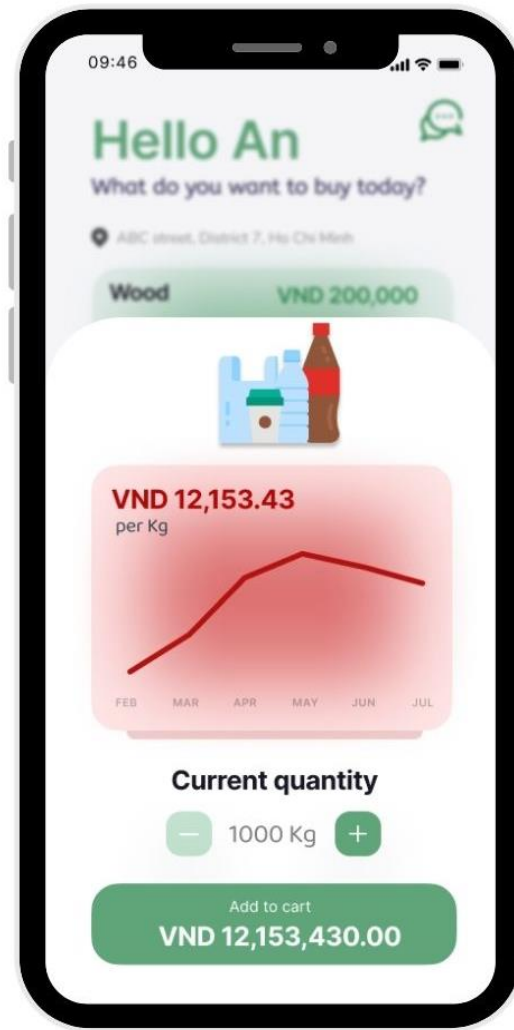 09:46
Hello An
What do you want to buy today?
ABC street, District 7, Ho Chi Minh
Wood VND 200,000
VND 12,153.43
per Kg
FEB MAR APR MAY JUN JUL
Current quantity
1000 Kg
Add to cart
VND 12,153,430.00